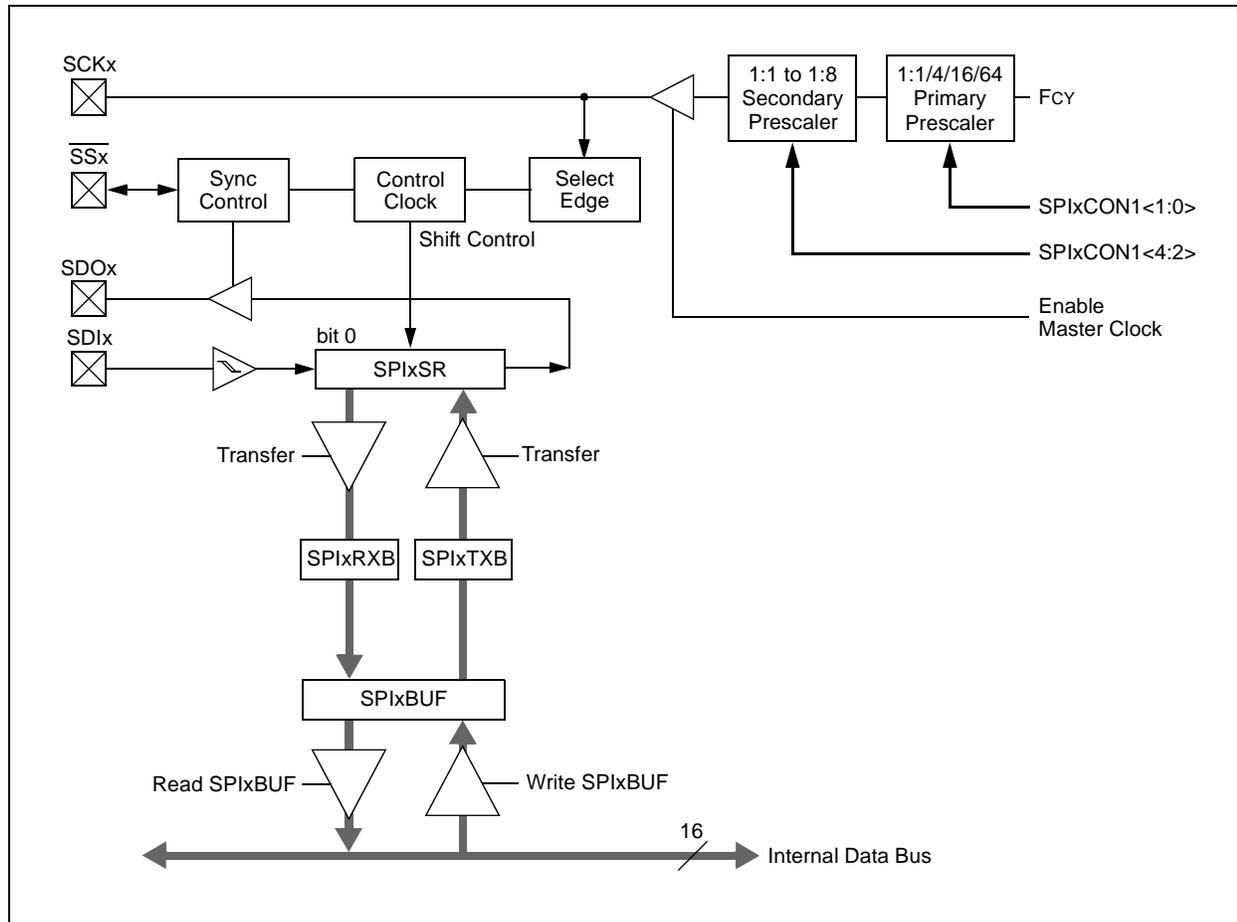 SCKx
1:1 to 1:8
Secondary
Prescaler
1:1/4/16/64
Primary
Prescaler
FCY
SSx
Sync
Control
Control
Clock
Select
Edge
Shift Control
SPIxCON1<1:0>
SPIxCON1<4:2>
SDOx
Enable
Master Clock
SDIx
bit 0
SPIxSR
Transfer
Transfer
SPIxRXB
SPIxTXB
SPIxBUF
Read SPIxBUF
Write SPIxBUF
16
Internal Data Bus